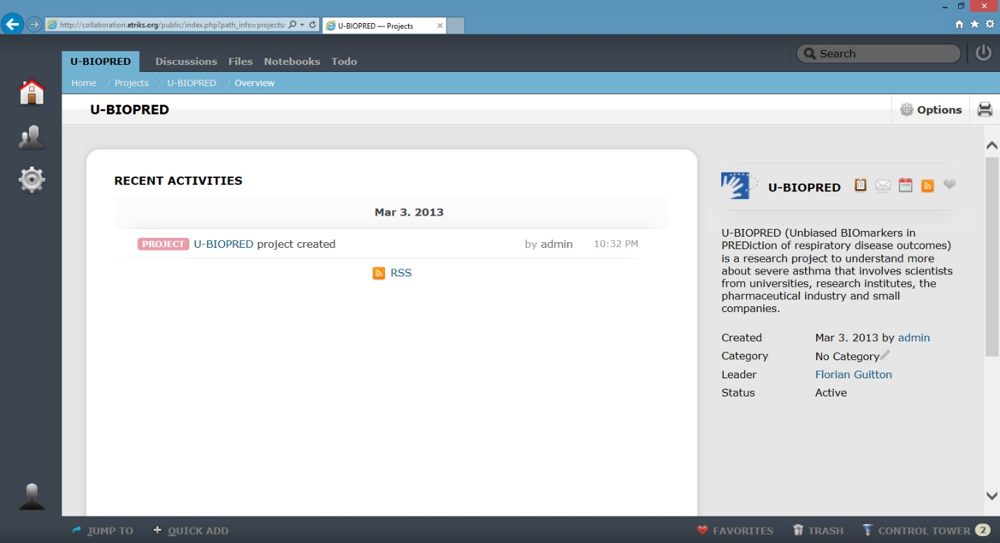 http://collaboration.etriks.org/public/index.php?path_info=projects/
U-BIOPRED — Projects
U-BIOPRED Discussions Files Notebooks Todo
Search
Home Projects U-BIOPRED Overview
U-BIOPRED
Options
RECENT ACTIVITIES
Mar 3. 2013
PROJECT U-BIOPRED project created by admin 10:32 PM
RSS
U-BIOPRED
U-BIOPRED (Unbiased BIOmarkers in
PREDiction of respiratory disease outcomes)
is a research project to understand more
about severe asthma that involves scientists
from universities, research institutes, the
pharmaceutical industry and small
companies.
Created Mar 3. 2013 by admin
Category No Category
Leader Florian Guitton
Status Active
JUMP TO QUICK ADD FAVORITES TRASH CONTROL TOWER 2